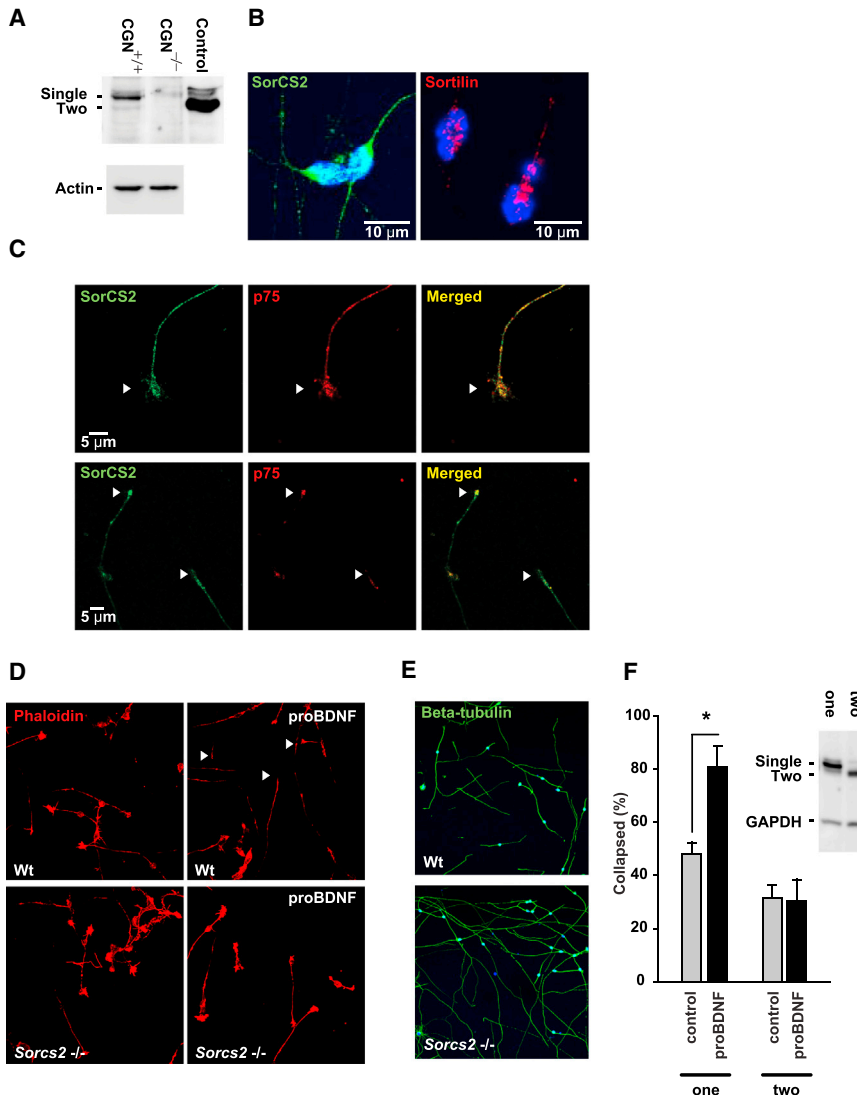 A
CGN+/+
CGN-/-
Control
Single
Two
Actin
B
SorCS2
10 µm
Sortilin
10 µm
C
SorCS2
5 µm
p75
Merged
SorCS2
5 µm
p75
Merged
D
Phaloidin
Wt
proBDNF
Wt
Sorcs2 -/-
proBDNF
Sorcs2 -/-
E
Beta-tubulin
Wt
Sorcs2 -/-
F
Collapsed (%)
100
80
60
40
20
0
*
control
proBDNF
control
proBDNF
one
two
one
two
Single
Two
GAPDH